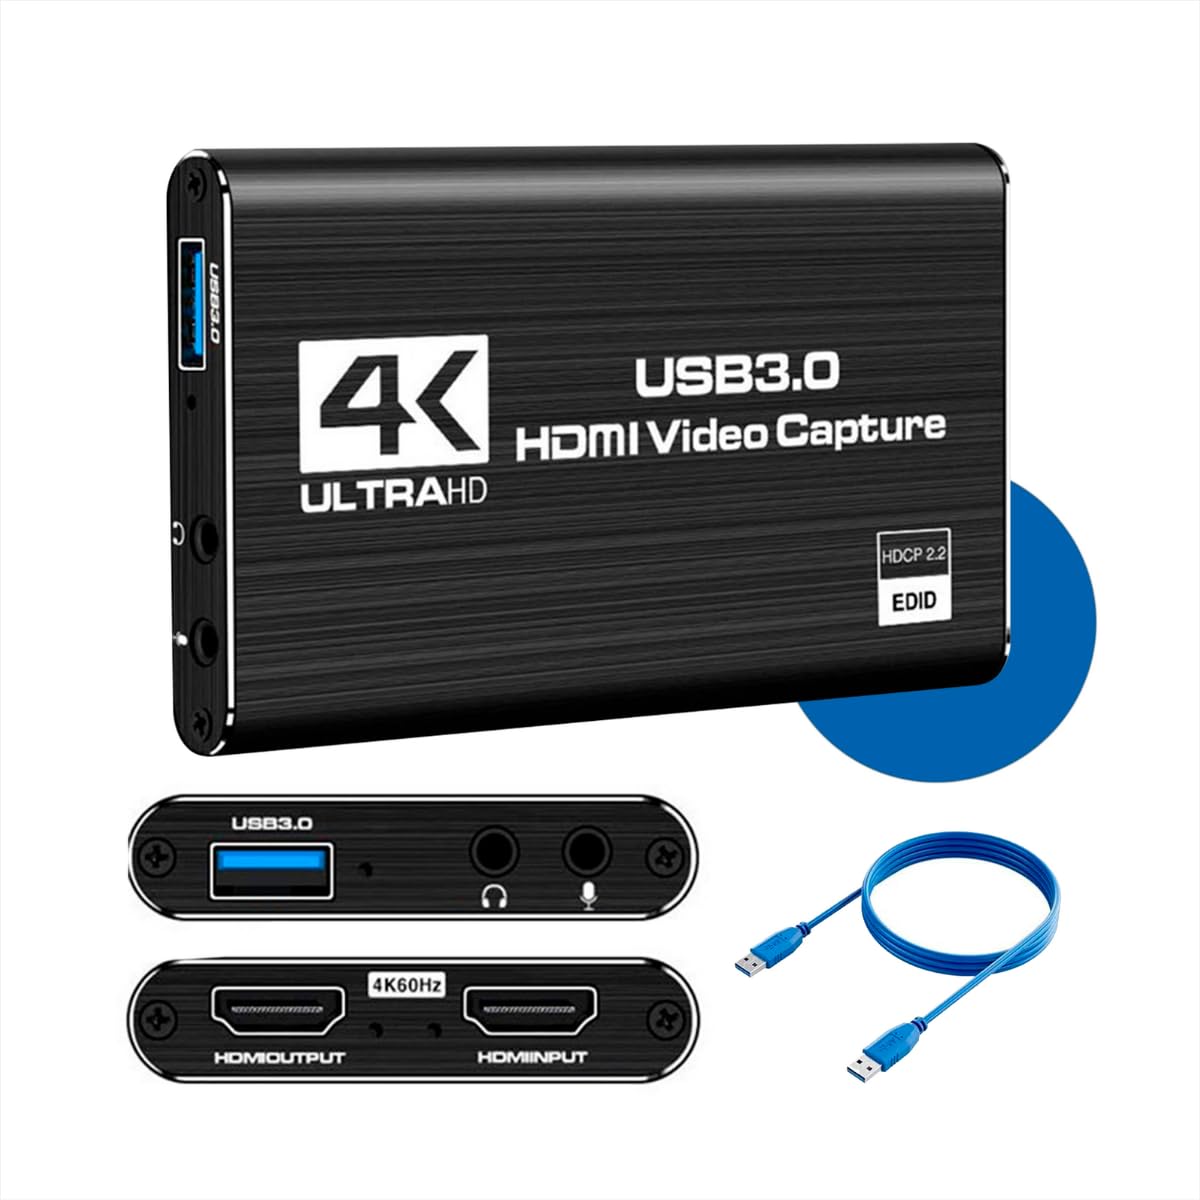 USB3.0
4K
ULTRAHD
USB3.0
HDMI Video Capture
HDCP 2.2
EDID
USB3.0
4K60Hz
HDMIOUTPUT
HDMIINPUT